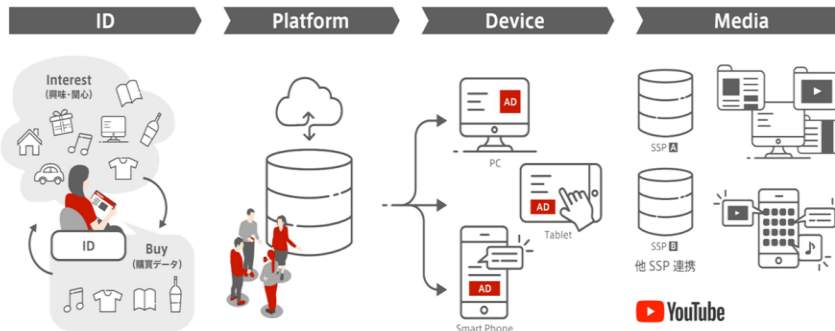 ID
Platform
Device
Media
Interest
(興味・関心)
ID
Buy
(購買データ)
AD
PC
AD
Tablet
AD
Smart Phone
SSP A
SSP B
他 SSP 連携
YouTube